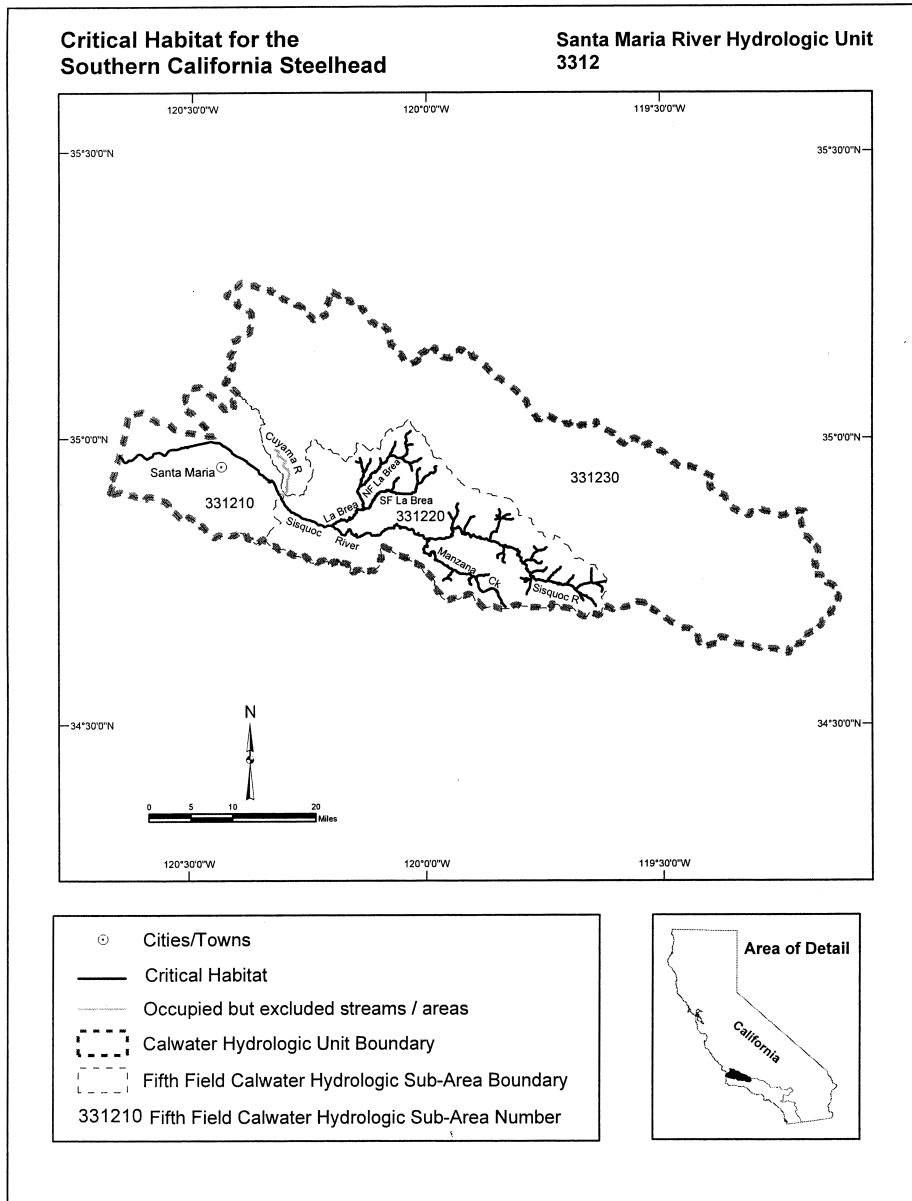 Critical Habitat for the
Southern California Steelhead
Santa Maria River Hydrologic Unit
3312
120°30'0"W
120°0'0"W
119°30'0"W
35°30'0"N
35°30'0"N
35°0'0"N
35°0'0"N
Cuyama R
Santa Maria
331210
NF La Brea
SF La Brea
La Brea
331220
331230
Sisquoc River
Manzana Ck
Sisquoc R
34°30'0"N
34°30'0"N
N
0 5 10 20
Miles
120°30'0"W
120°0'0"W
119°30'0"W
Cities/Towns
Critical Habitat
Occupied but excluded streams / areas
Calwater Hydrologic Unit Boundary
Fifth Field Calwater Hydrologic Sub-Area Boundary
331210 Fifth Field Calwater Hydrologic Sub-Area Number
Area of Detail
California